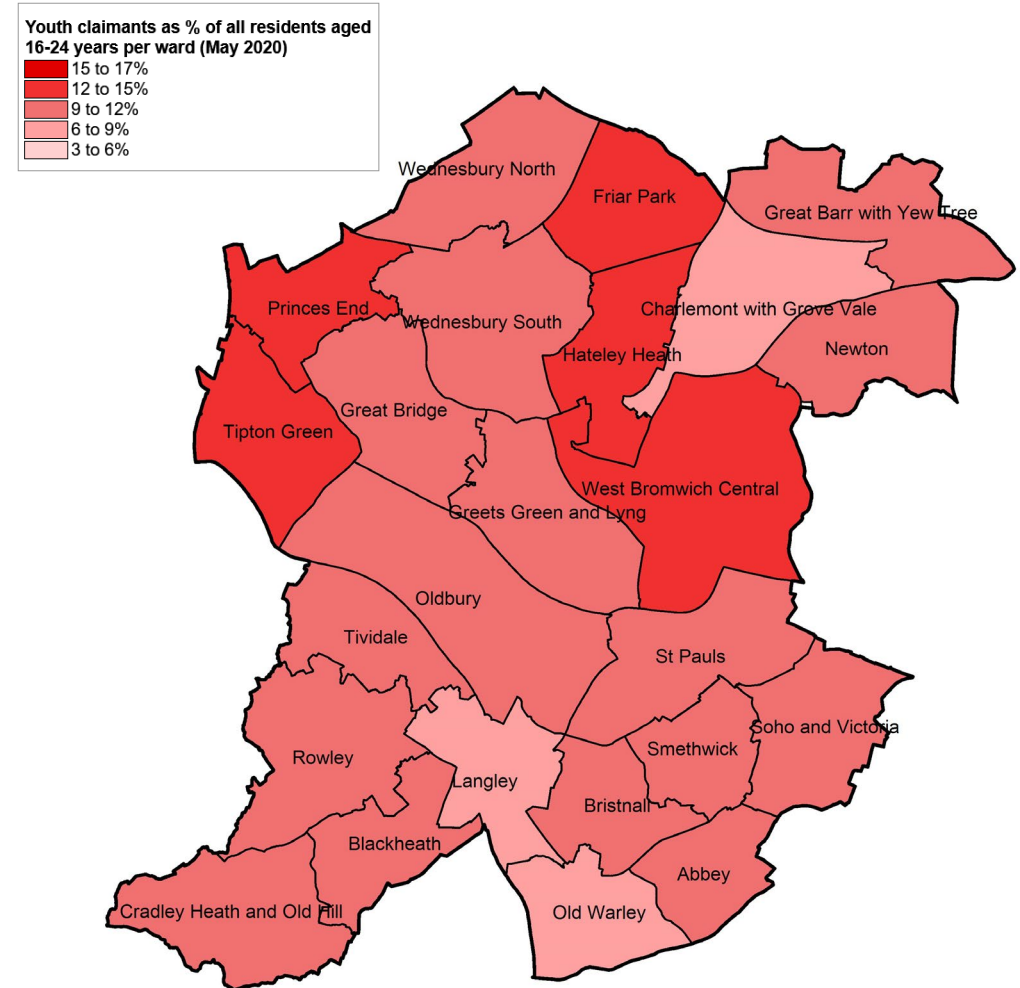 Youth claimants as % of all residents aged
16-24 years per ward (May 2020)
15 to 17%
12 to 15%
9 to 12%
6 to 9%
3 to 6%
Wednesbury North
Friar Park
Great Barr with Yew Tree
Princes End
Wednesbury South
Charlemont with Grove Vale
Hateley Heath
Newton
Great Bridge
Tipton Green
West Bromwich Central
Greets Green and Lyng
Oldbury
Tividale
St Pauls
Soho and Victoria
Smethwick
Rowley
Langley
Bristnall
Blackheath
Abbey
Cradley Heath and Old Hill
Old Warley